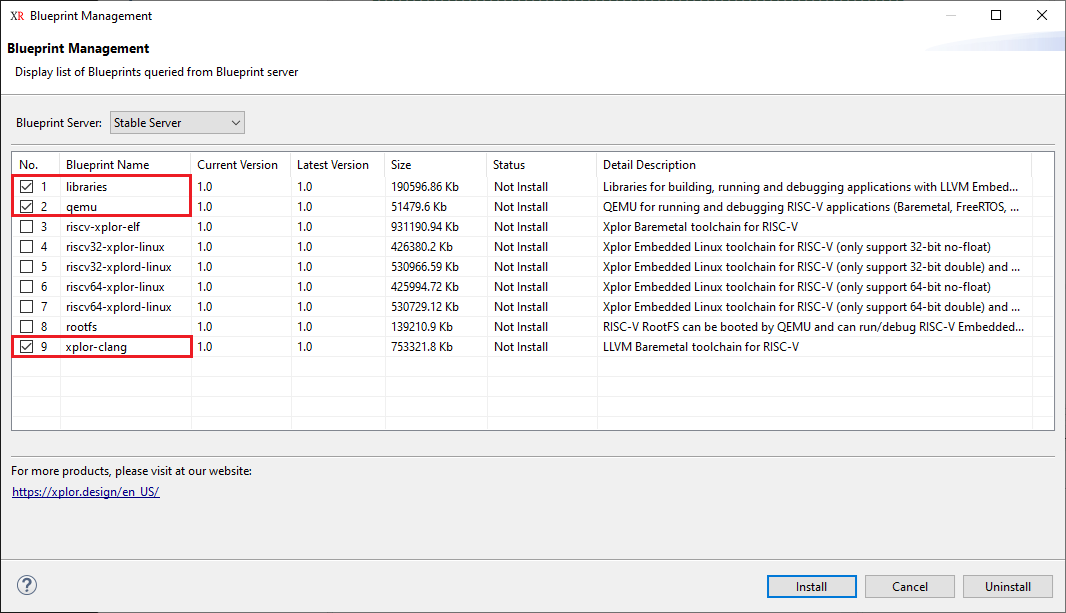 XR Blueprint Management
Blueprint Management
Display list of Blueprints queried from Blueprint server
Blueprint Server: Stable Server
No. Blueprint Name Current Version Latest Version Size Status Detail Description
1 libraries 1.0 1.0 190596.86 Kb Not Install Libraries for building, running and debugging applications with LLVM Embed...
2 qemu 1.0 1.0 51479.6 Kb Not Install QEMU for running and debugging RISC-V applications (Baremetal, FreeRTOS, ...
3 riscv-xplor-elf 1.0 1.0 931190.94 Kb Not Install Xplor Baremetal toolchain for RISC-V
4 riscv32-xplor-linux 1.0 1.0 426380.2 Kb Not Install Xplor Embedded Linux toolchain for RISC-V (only support 32-bit no-float)
5 riscv32-xplord-linux 1.0 1.0 530966.59 Kb Not Install Xplor Embedded Linux toolchain for RISC-V (only support 32-bit double) and ...
6 riscv64-xplor-linux 1.0 1.0 425994.72 Kb Not Install Xplor Embedded Linux toolchain for RISC-V (only support 64-bit no-float)
7 riscv64-xplord-linux 1.0 1.0 530729.12 Kb Not Install Xplor Embedded Linux toolchain for RISC-V (only support 64-bit double) and ...
8 rootfs 1.0 1.0 139210.9 Kb Not Install RISC-V RootFS can be booted by QEMU and can run/debug RISC-V Embedded...
9 xplor-clang 1.0 1.0 753321.8 Kb Not Install LLVM Baremetal toolchain for RISC-V
For more products, please visit at our website:
https://xplor.design/en_US/
? Install Cancel Uninstall